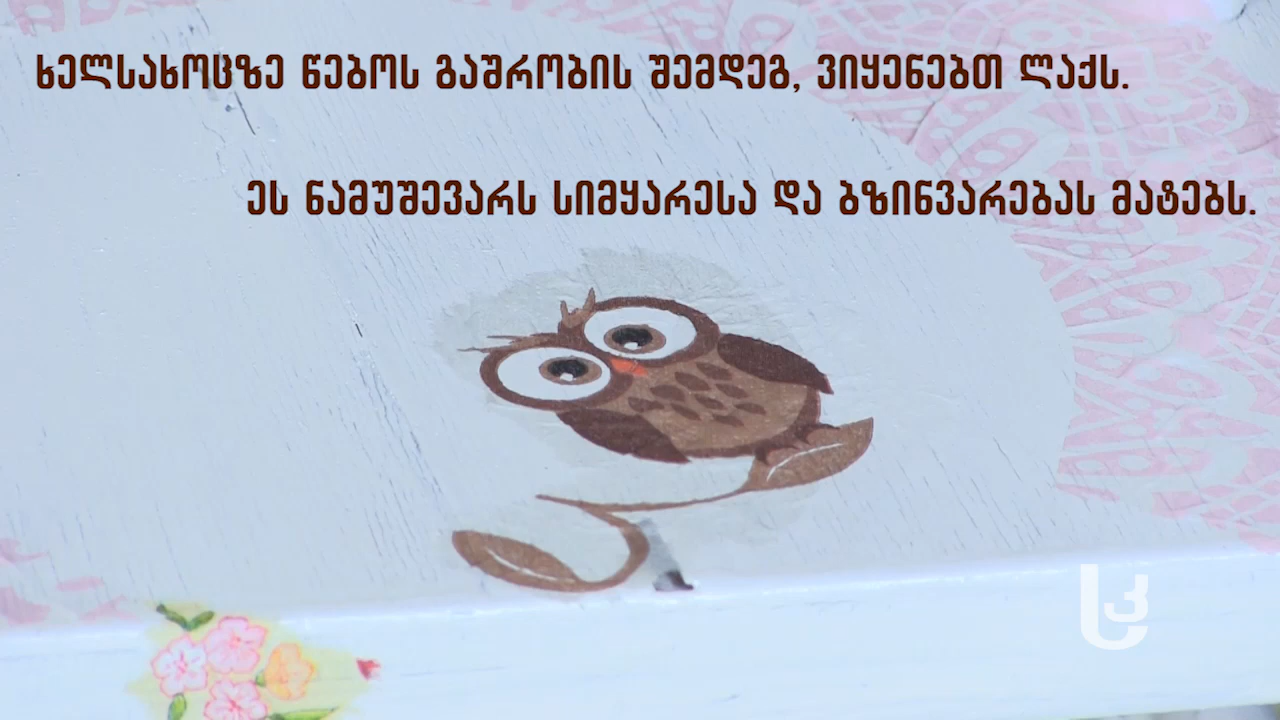 ხელსახოცზე წებოს გაშრობის შემდეგ, ვიყენებთ ლაქს.
ეს ნამუშევარს სიმყარესა და ბზინვარებას მატებს.